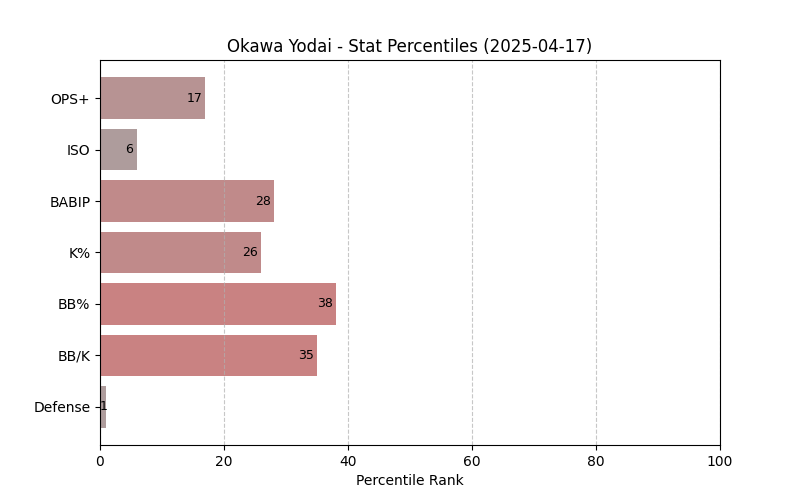 Okawa Yodai - Stat Percentiles (2025-04-17)
OPS+ 17
ISO 6
BABIP 28
K% 26
BB% 38
BB/K 35
Defense 1
0 20 40 60 80 100
Percentile Rank